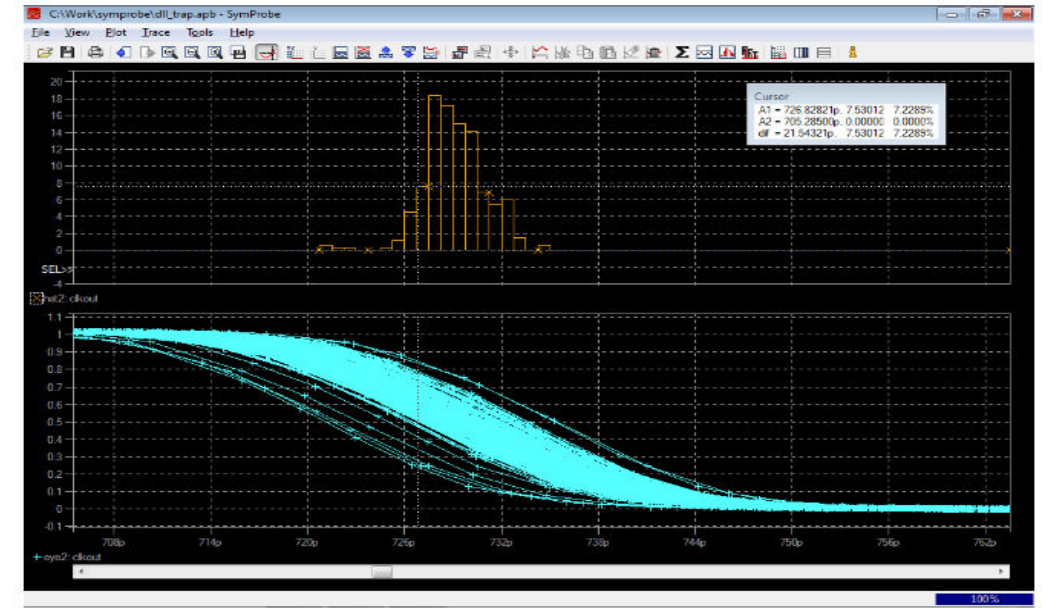 C:\Work\symprobe\dll_trap.apb - SymProbe
File View Plot Trace Tools Help
20
18
16
14
12
10
8
6
4
2
0
SEL>>
-4
Cursor
A1 = 726.82821p, 7.53012 7.2289%
A2 = 705.28500p, 0.00000 0.0000%
dif = 21.54321p, 7.53012 7.2289%
hist2: clkout
1.1
1
0.9
0.8
0.7
0.6
0.5
0.4
0.3
0.2
0.1
0
-0.1
708p 714p 720p 726p 732p 738p 744p 750p 756p 762p
eye2: clkout
100%